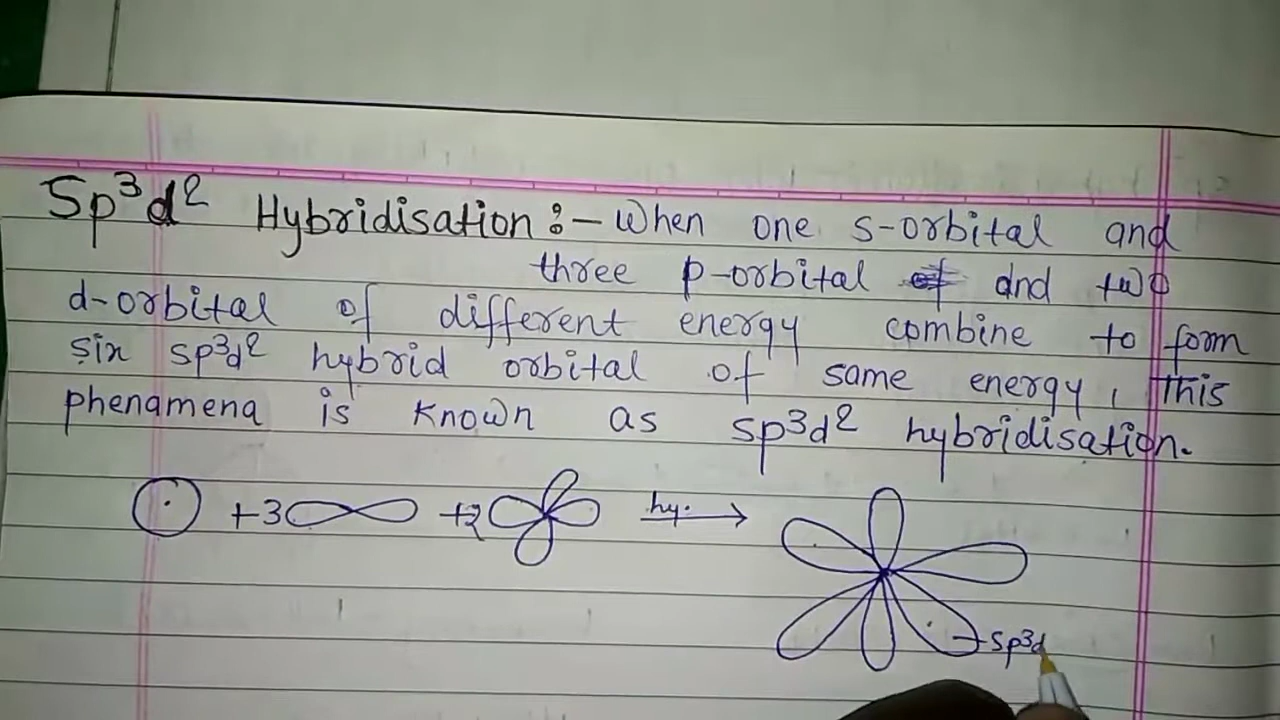 Sp³d² Hybridisation :- When one s-orbital and
three p-orbital of and two
d-orbital of different energy combine to form
six sp³d² hybrid orbital of same energy, this
phenamena is known as sp³d² hybridisation.
+3 +2 hy.
sp³d